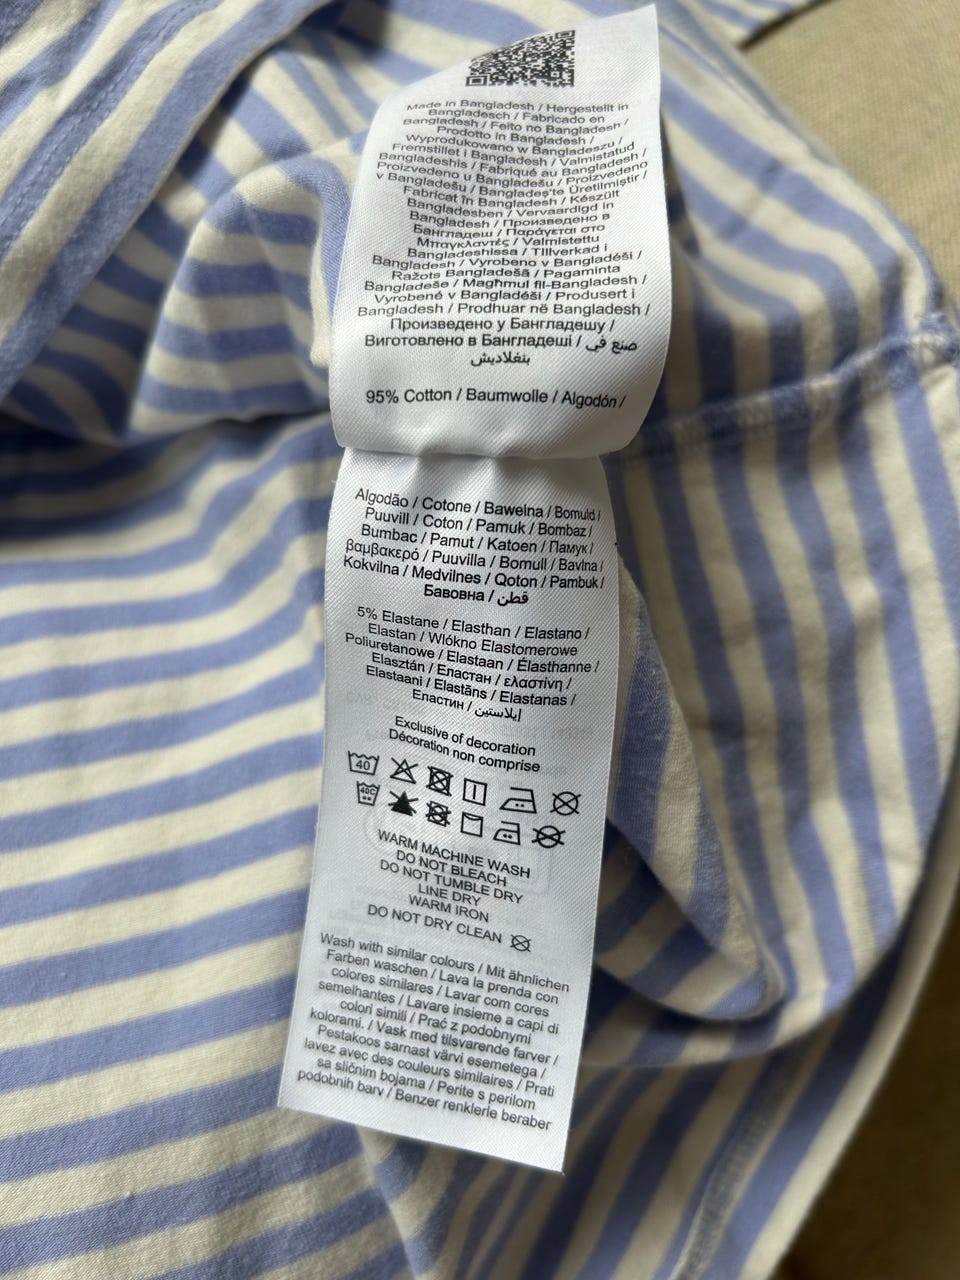 Made in Bangladesh / Hergestellt in
Bangladesch / Fabricado en
Bangladesh / Feito no Bangladesh /
Prodotto in Bangladesh /
Wyprodukowano w Bangladeszu /
Fremstillet i Bangladesh / Valmistatud
Bangladeshis / Fabriqué au Bangladesh /
Proizvedeno u Bangladešu / Proizvedeno
v Bangladešu / Bangladeş'te Üretilmiştir /
Fabricat în Bangladesh / Készült
Bangladesben / Vervaardigd in
Bangladesh / Произведено в
Бангладеш / Παράγεται στο
Μπαγκλαντές / Valmistettu
Bangladeshissa / Tillverkad i
Bangladesh / Vyrobeno v Bangladéši /
Ražots Bangladešā / Pagaminta
Bangladeše / Magħmul fil-Bangladesh /
Vyrobené v Bangladéši / Produsert i
Bangladesh / Prodhuar në Bangladesh /
Произведено у Бангладешу /
Виготовлено в Бангладеші / صنع في
بنغلاديش
95% Cotton / Baumwolle / Algodón /
Algodão / Cotone / Bawełna / Bomuld /
Puuvill / Coton / Pamuk / Bombaž /
Bumbac / Pamut / Katoen / Памук /
βαμβακερό / Puuvilla / Bomull / Bavlna /
Kokvilna / Medvilnės / Qoton / Pambuk /
Бавовна / قطن
5% Elastane / Elasthan / Elastano /
Elastan / Włókno Elastomerowe
Poliuretanowe / Elastaan / Élasthanne /
Elasztán / Еластан / ελαστίνη /
Elastaani / Elastāns / Elastanas /
Еластин / إيلاستين
Exclusive of decoration
Décoration non comprise
40
40C
WARM MACHINE WASH
DO NOT BLEACH
DO NOT TUMBLE DRY
LINE DRY
WARM IRON
DO NOT DRY CLEAN
Wash with similar colours / Mit ähnlichen
Farben waschen / Lava la prenda con
colores similares / Lavar com cores
semelhantes / Lavare insieme a capi di
colori simili / Prać z podobnymi
kolorami. / Vask med tilsvarende farver /
Pestakoos sarnast värvi esemetega /
lavez avec des couleurs similaires / Prati
sa sličnim bojama / Perite s perilom
podobnih barv / Benzer renklerle beraber